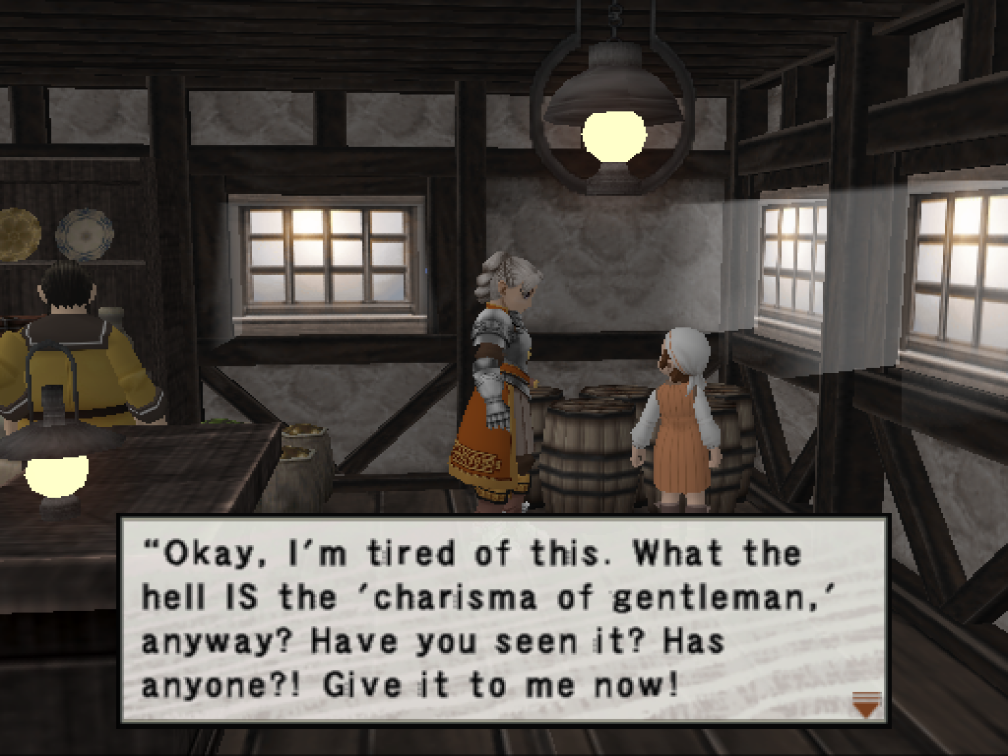 “Okay, I'm tired of this. What the
hell IS the 'charisma of gentleman,'
anyway? Have you seen it? Has
anyone?! Give it to me now!